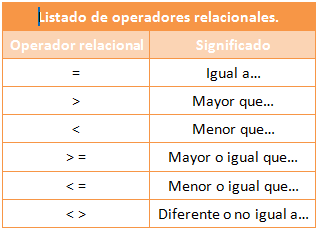 Listado de operadores relacionales.
Operador relacional Significado
= Igual a...
> Mayor que...
< Menor que...
> = Mayor o igual que...
< = Menor o igual que...
< > Diferente o no igual a...